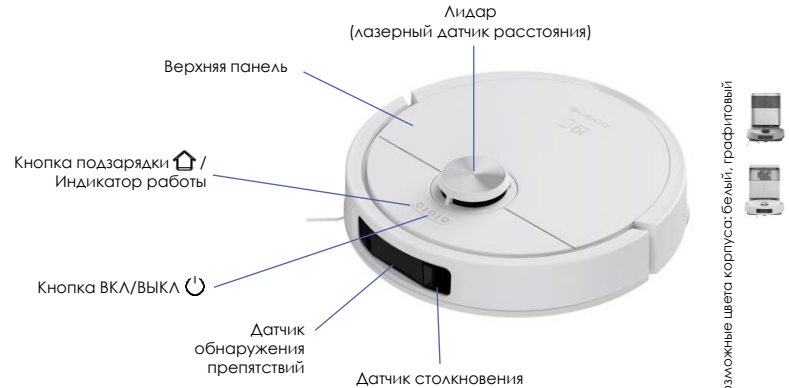 Лидар
(лазерный датчик расстояния)
Верхняя панель
Кнопка подзарядки /
Индикатор работы
Кнопка ВКЛ/ВЫКЛ
Датчик
обнаружения
препятствий
Датчик столкновения
зможные цвета корпуса: белый, графитовый